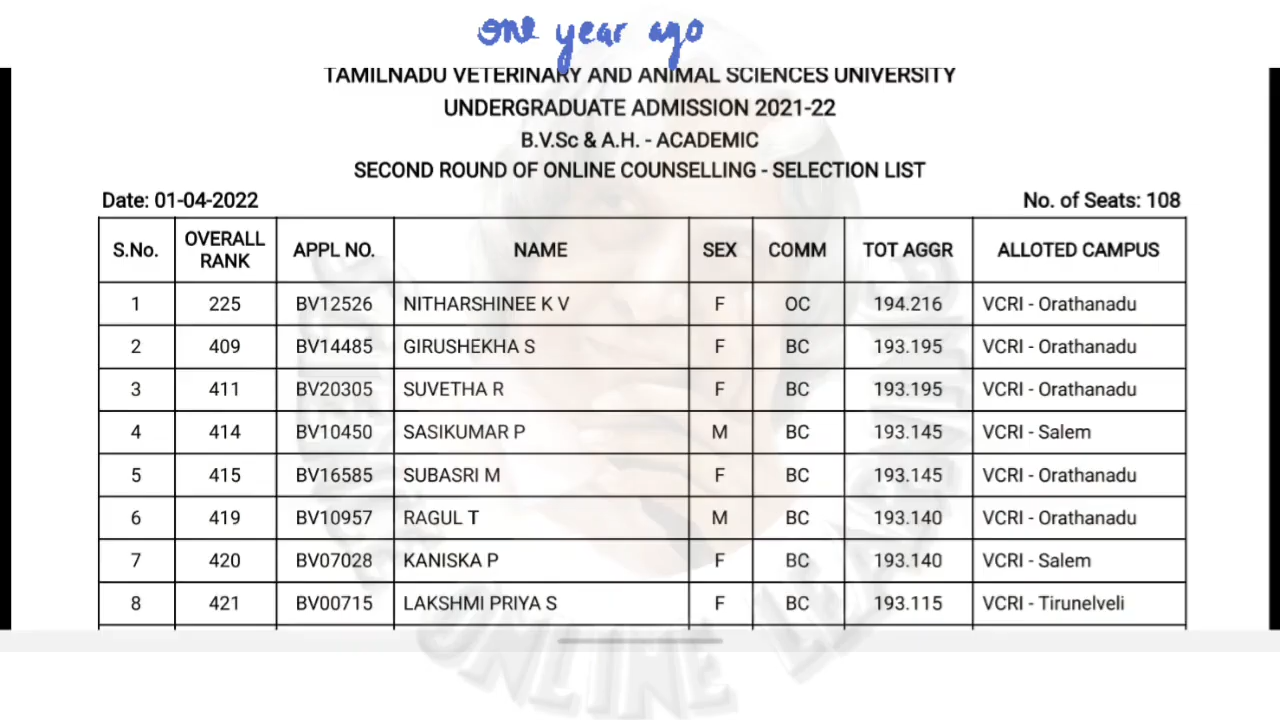 one year ago
TAMILNADU VETERINARY AND ANIMAL SCIENCES UNIVERSITY
UNDERGRADUATE ADMISSION 2021-22
B.V.Sc & A.H. - ACADEMIC
SECOND ROUND OF ONLINE COUNSELLING - SELECTION LIST
Date: 01-04-2022 No. of Seats: 108
S.No. OVERALL RANK APPL NO. NAME SEX COMM TOT AGGR ALLOTED CAMPUS
1 225 BV12526 NITHARSHINEE K V F OC 194.216 VCRI - Orathanadu
2 409 BV14485 GIRUSHEKHA S F BC 193.195 VCRI - Orathanadu
3 411 BV20305 SUVETHA R F BC 193.195 VCRI - Orathanadu
4 414 BV10450 SASIKUMAR P M BC 193.145 VCRI - Salem
5 415 BV16585 SUBASRI M F BC 193.145 VCRI - Orathanadu
6 419 BV10957 RAGUL T M BC 193.140 VCRI - Orathanadu
7 420 BV07028 KANISKA P F BC 193.140 VCRI - Salem
8 421 BV00715 LAKSHMI PRIYA S F BC 193.115 VCRI - Tirunelveli
ONLINE LEARNING